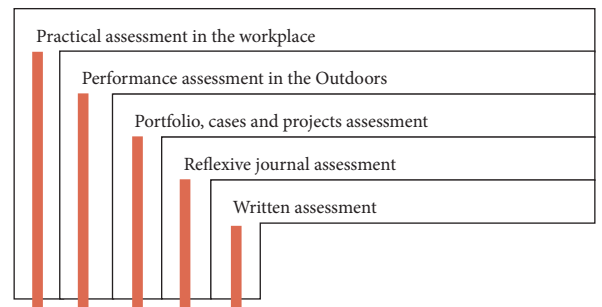 Practical assessment in the workplace
Performance assessment in the Outdoors
Portfolio, cases and projects assessment
Reflexive journal assessment
Written assessment